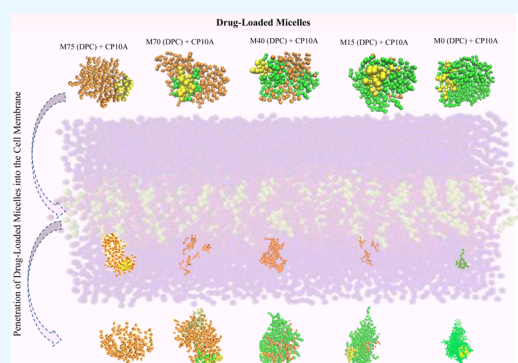 Drug-Loaded Micelles
M75 (DPC) + CP10A
M70 (DPC) + CP10A
M40 (DPC) + CP10A
M15 (DPC) + CP10A
M0 (DPC) + CP10A
Penetration of Drug-Loaded Micelles into the Cell Membrane